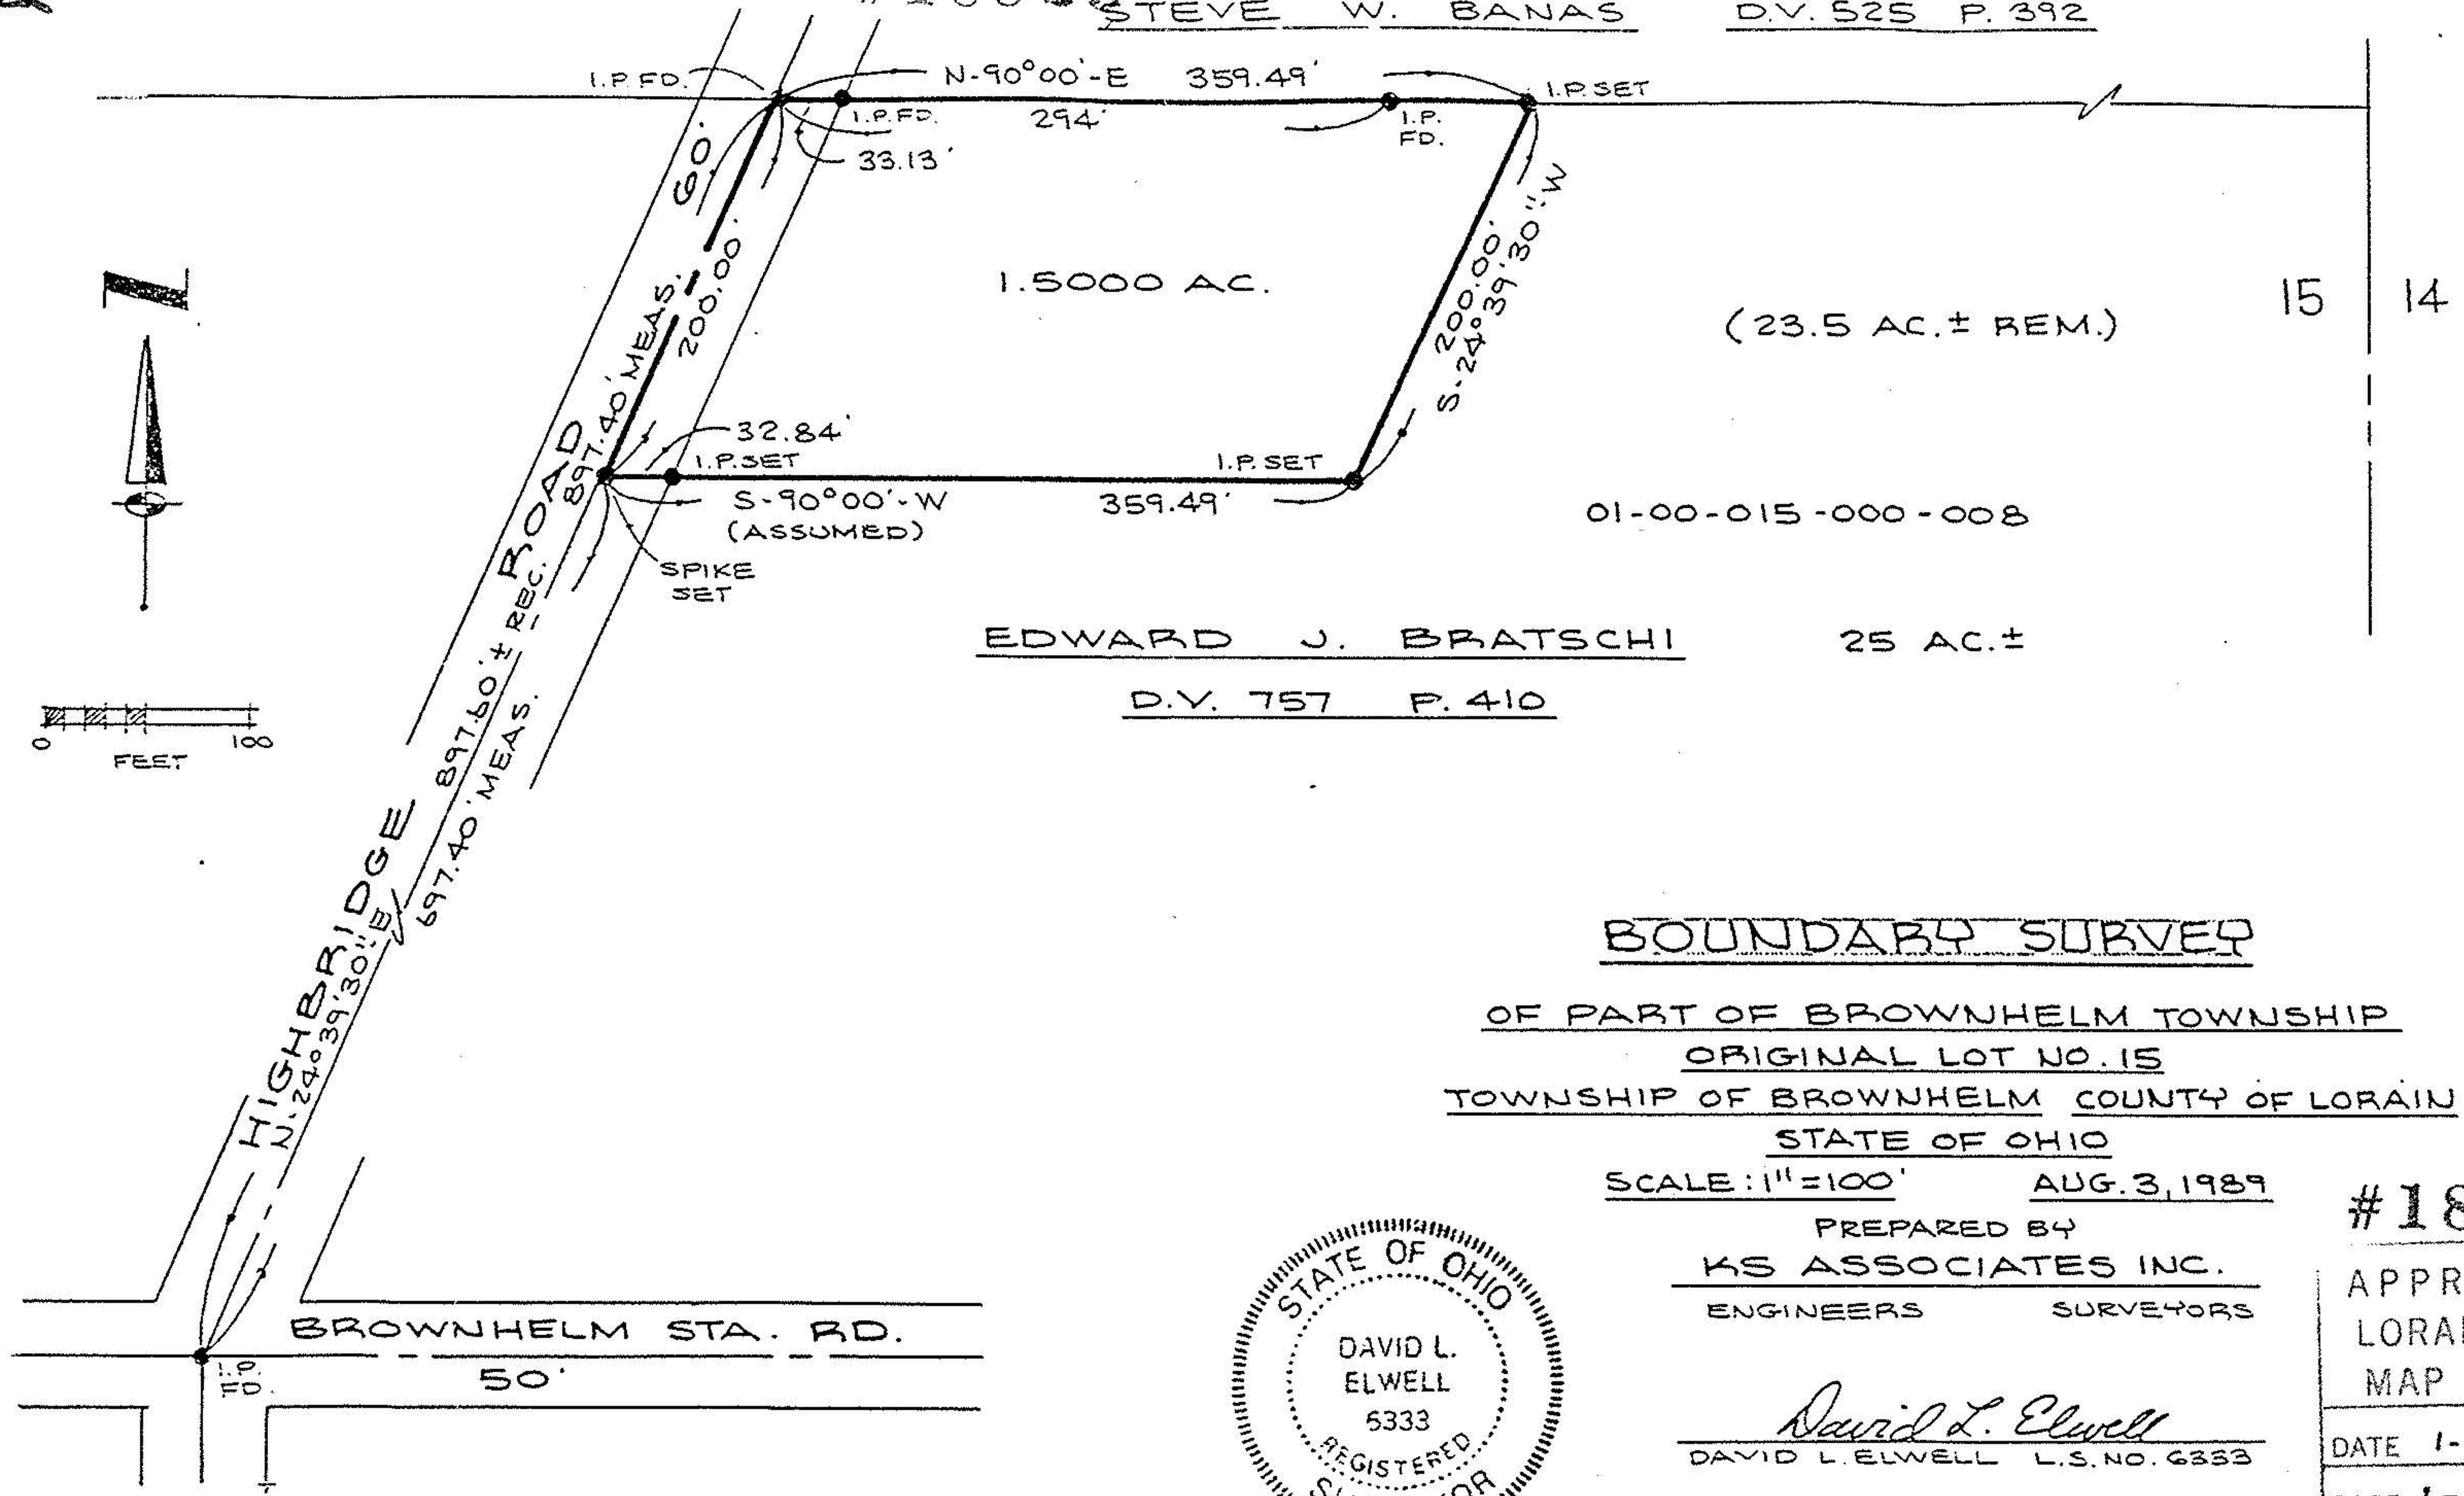 STEVE W. BANAS D.V. 525 P. 392
I.P. FD.
N-90°00'-E 359.49'
I.P. SET
I.P. FD.
294'
I.P.
FD.
33.13'
60'
200.00'
897.40' MEAS.
1.5000 AC.
200.00'
S-24°39'30"-W
(23.5 AC.± REM.)
15 14
32.84'
I.P. SET
I.P. SET
S-90°00'-W 359.49'
(ASSUMED)
SPIKE
SET
01-00-015-000-008
EDWARD J. BRATSCHI 25 AC.±
D.V. 757 P. 410
0 100
FEET
HIGHBRIDGE ROAD
897.60'± REC.
697.40' MEAS.
N-24°39'30"E
BROWNHELM STA. RD.
I.P.
FD.
50'
BOUNDARY SURVEY
OF PART OF BROWNHELM TOWNSHIP
ORIGINAL LOT NO. 15
TOWNSHIP OF BROWNHELM COUNTY OF LORAIN
STATE OF OHIO
SCALE: 1"=100' AUG. 3, 1989
PREPARED BY
KS ASSOCIATES INC.
ENGINEERS SURVEYORS
David L. Elwell
DAVID L. ELWELL L.S. NO. 6333
STATE OF OHIO
DAVID L.
ELWELL
6333
REGISTERED
#18
APPR
LORAI
MAP
DATE 1-